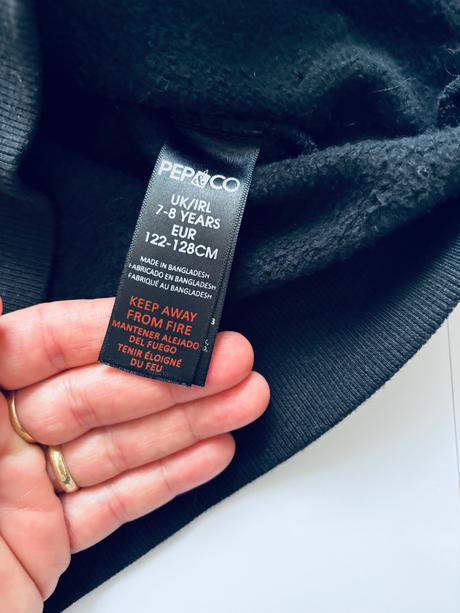 PEP&CO
UK/IRL
7-8 YEARS
EUR
122-128CM
MADE IN BANGLADESH
FABRICADO EN BANGLADESH
FABRIQUÉ AU BANGLADESH
KEEP AWAY
FROM FIRE
MANTENER ALEJADO
DEL FUEGO
TENIR ÉLOIGNÉ
DU FEU